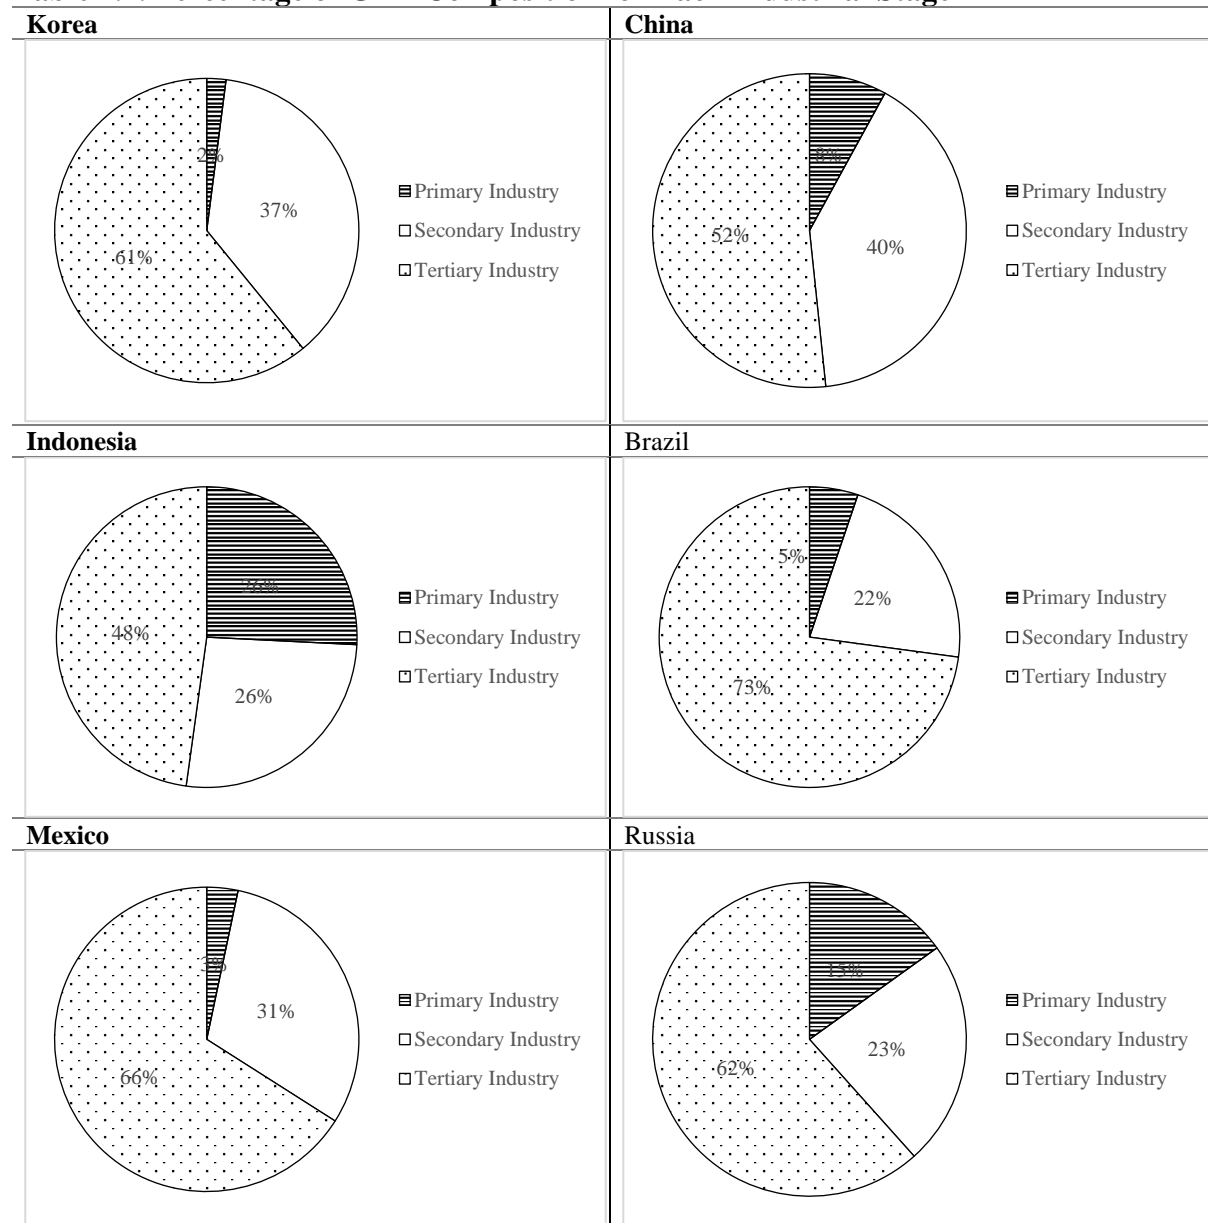 Korea
China
2%
37%
61%
Primary Industry
Secondary Industry
Tertiary Industry
8%
40%
52%
Primary Industry
Secondary Industry
Tertiary Industry
Indonesia
Brazil
26%
26%
48%
Primary Industry
Secondary Industry
Tertiary Industry
5%
22%
73%
Primary Industry
Secondary Industry
Tertiary Industry
Mexico
Russia
3%
31%
66%
Primary Industry
Secondary Industry
Tertiary Industry
15%
23%
62%
Primary Industry
Secondary Industry
Tertiary Industry